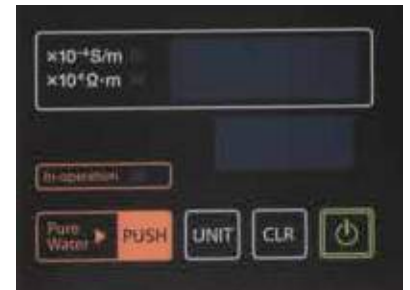 ×10⁻⁴S/m
×10⁴Ω·m
In-operation
Pure
Water ▶ PUSH UNIT CLR